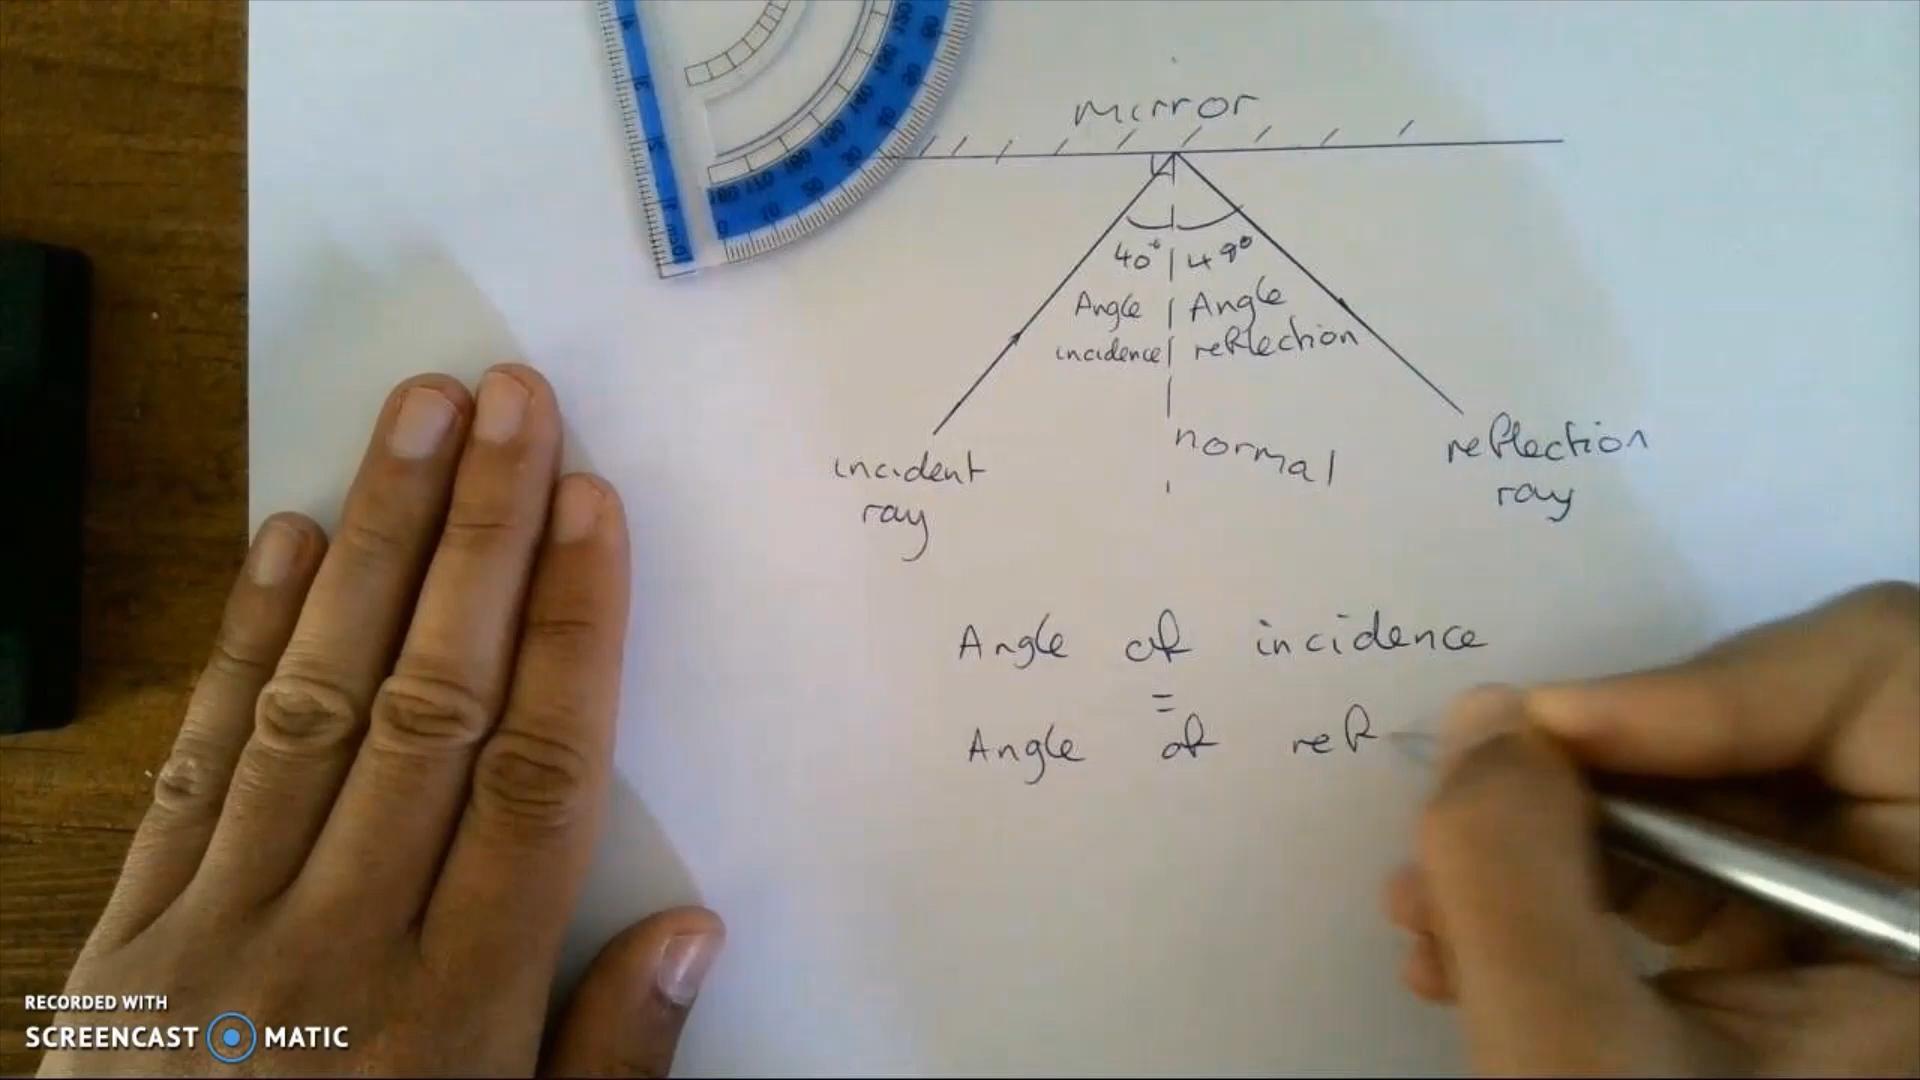 mirror
40° 49°
Angle Angle
incidence reflection
normal
incident
ray
reflection
ray
Angle of incidence
=
Angle of refl
RECORDED WITH
SCREENCAST MATIC